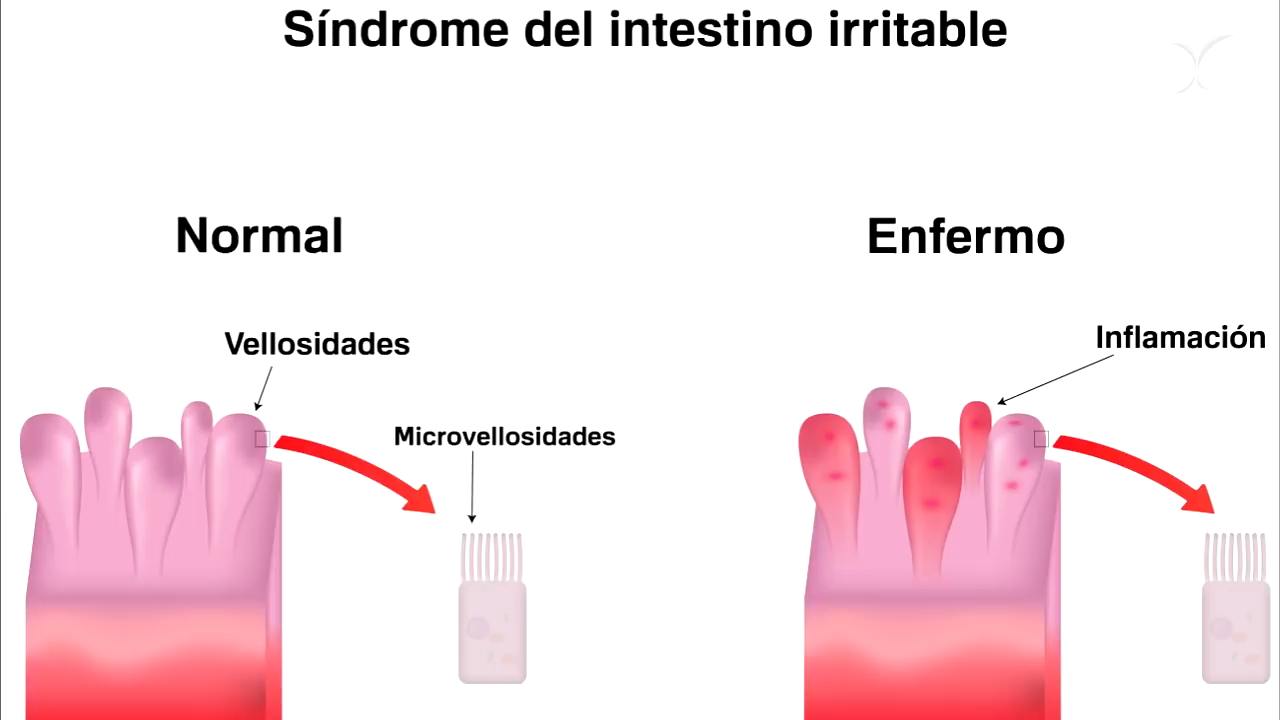 Síndrome del intestino irritable
Normal
Enfermo
Vellosidades
Inflamación
Microvellosidades